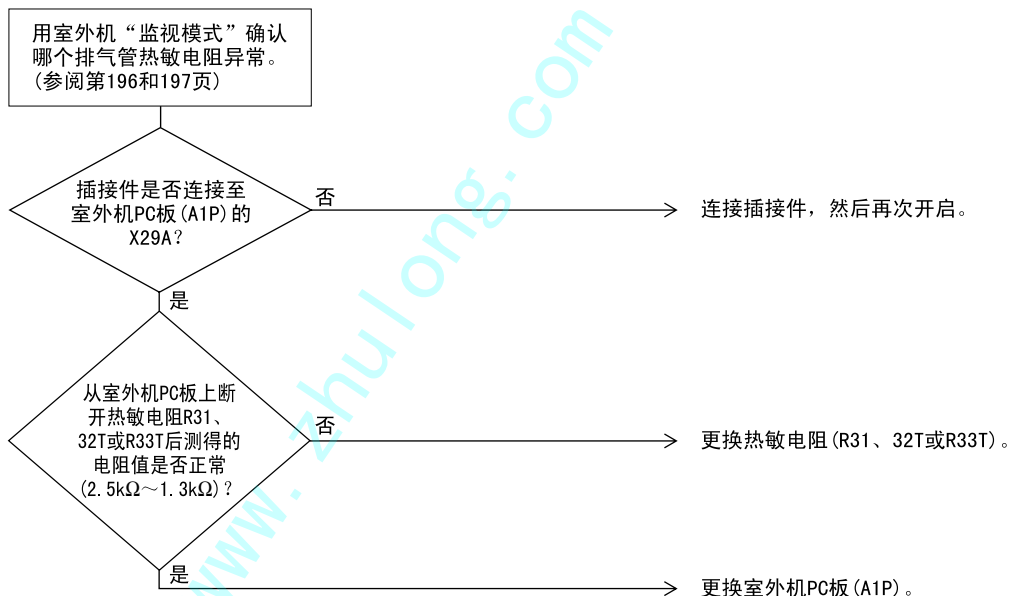 用室外机“监视模式”确认
哪个排气管热敏电阻异常。
(参阅第196和197页)
插接件是否连接至
室外机PC板(A1P)的
X29A?
否
连接插接件，然后再次开启。
是
从室外机PC板上断
开热敏电阻R31、
32T或R33T后测得的
电阻值是否正常
(2.5kΩ～1.3kΩ)?
否
更换热敏电阻(R31、32T或R33T)。
是
更换室外机PC板(A1P)。
www.zhulong.com